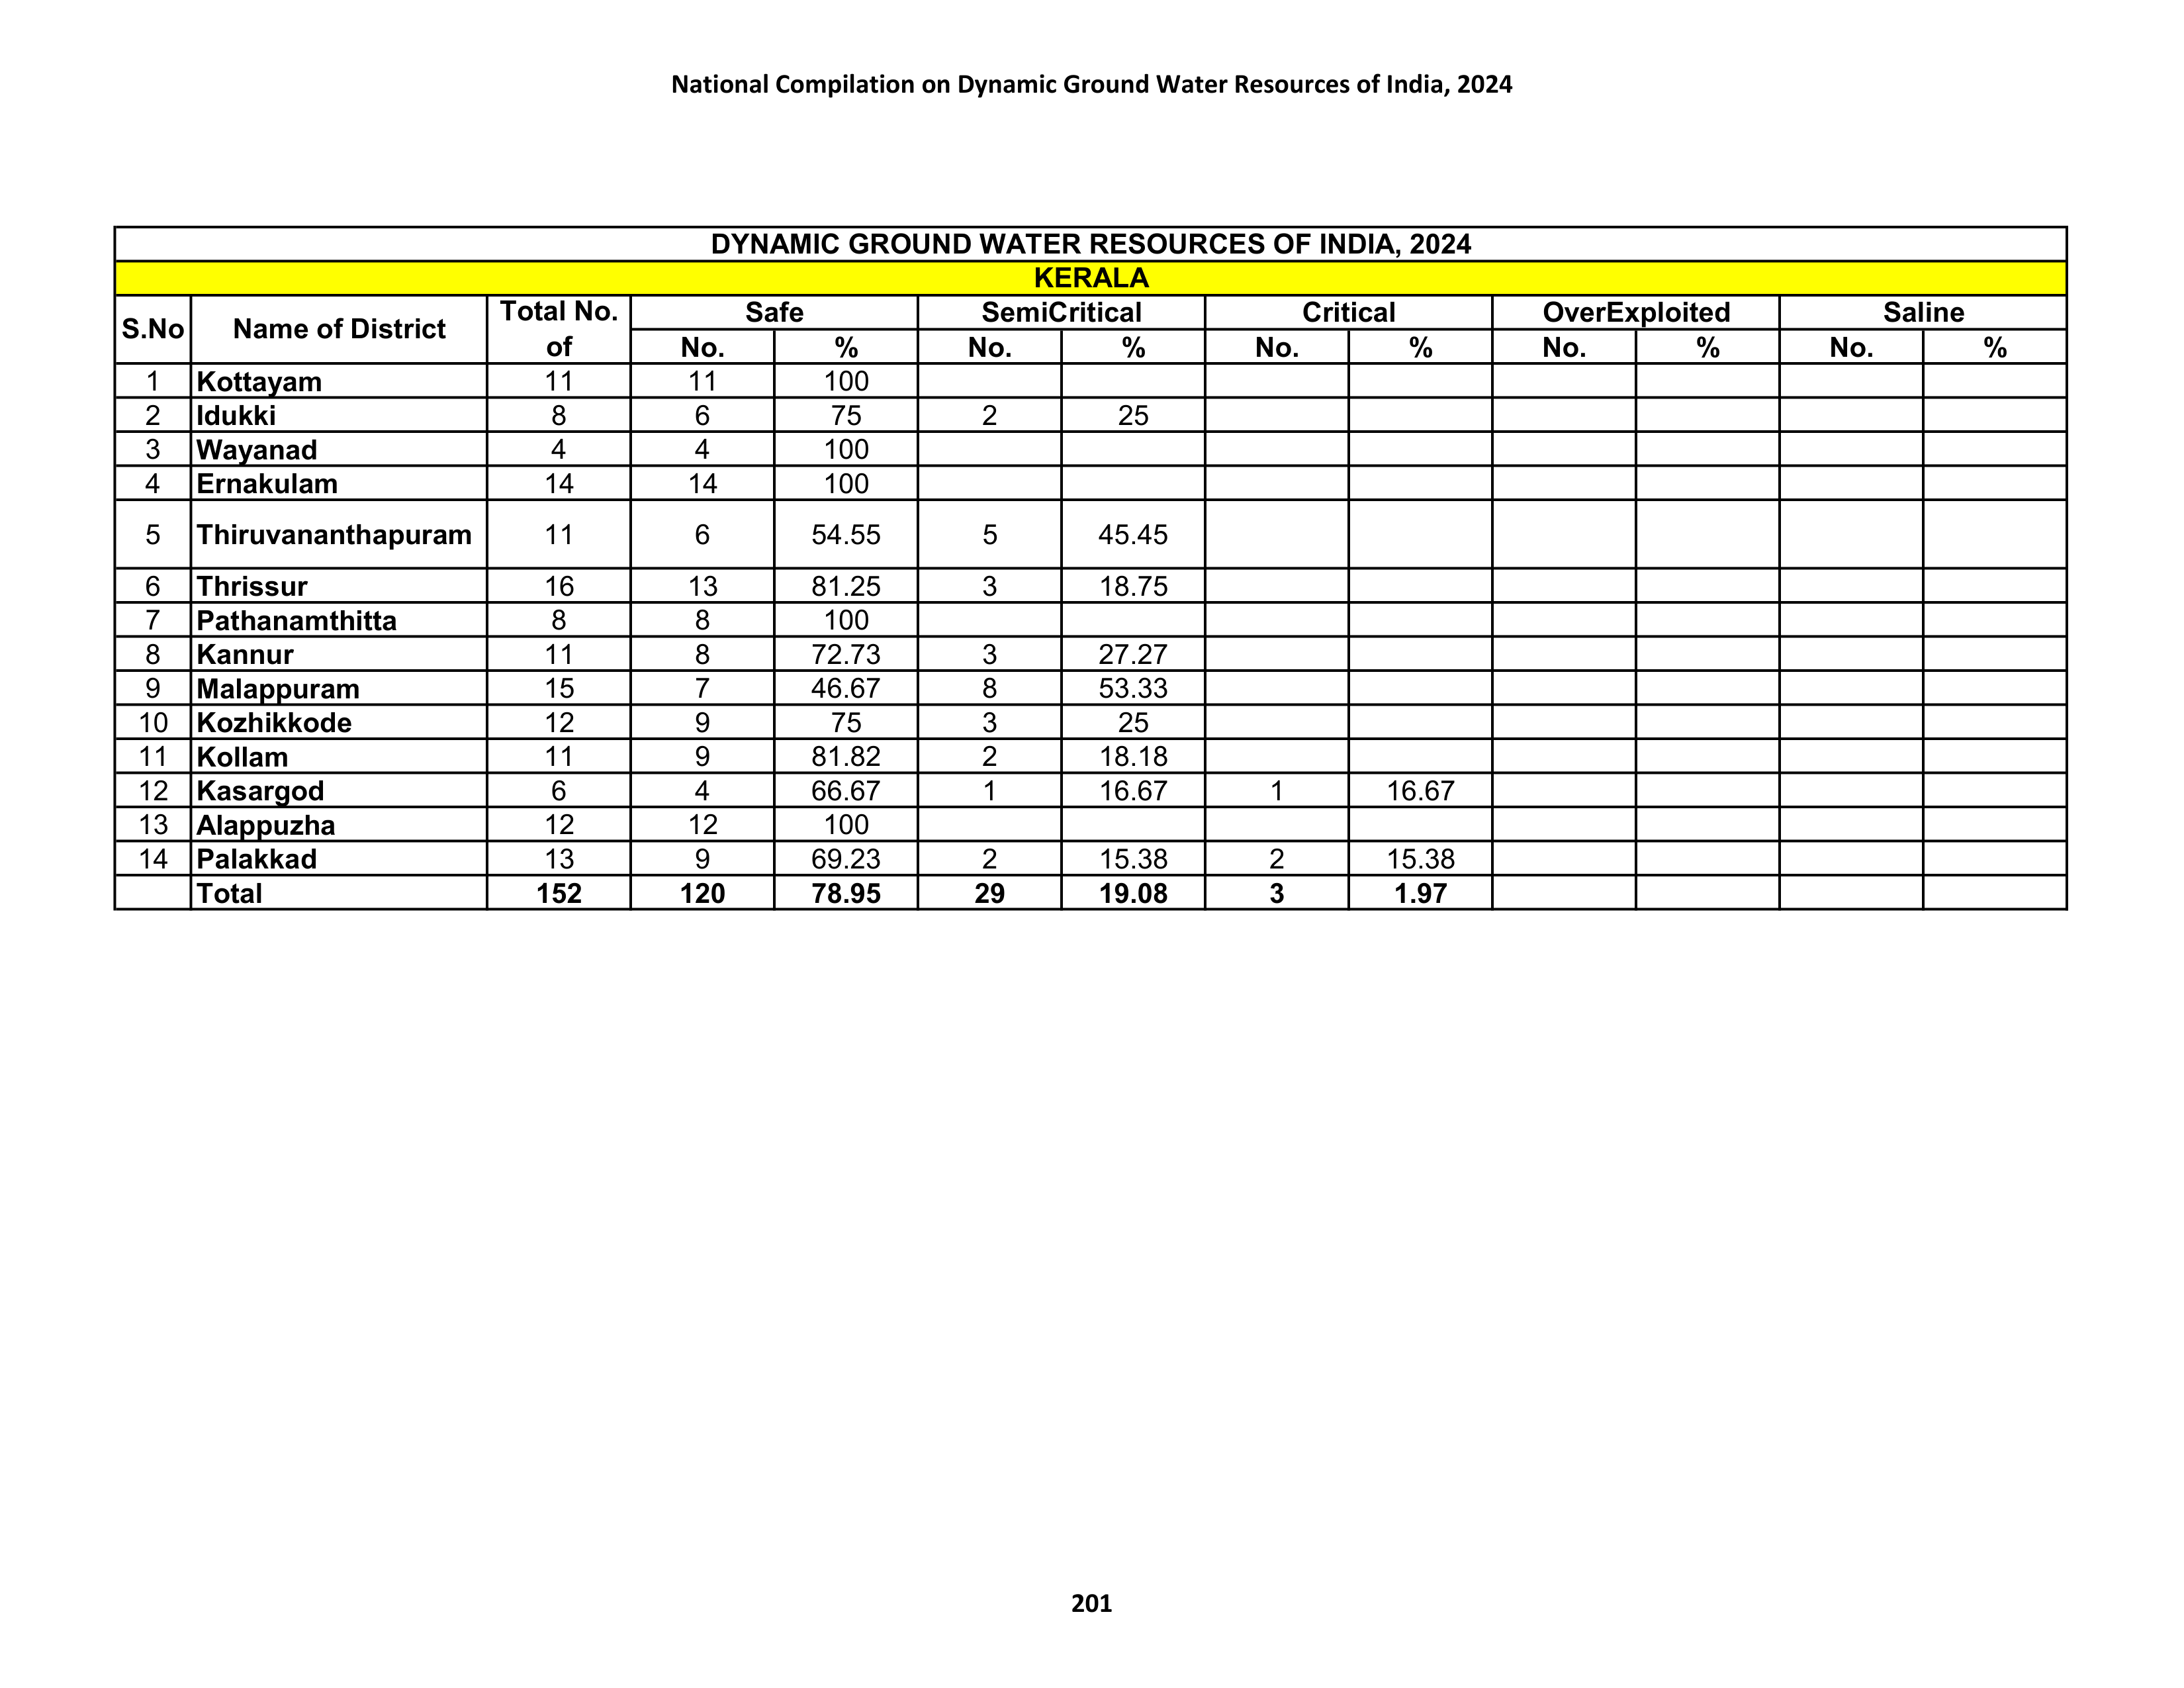 National Compilation on Dynamic Ground Water Resources of India, 2024
DYNAMIC GROUND WATER RESOURCES OF INDIA, 2024
KERALA
S.No Name of District Total No. of Safe SemiCritical Critical OverExploited Saline
No. % No. % No. % No. % No. %
1 Kottayam 11 11 100
2 Idukki 8 6 75 2 25
3 Wayanad 4 4 100
4 Ernakulam 14 14 100
5 Thiruvananthapuram 11 6 54.55 5 45.45
6 Thrissur 16 13 81.25 3 18.75
7 Pathanamthitta 8 8 100
8 Kannur 11 8 72.73 3 27.27
9 Malappuram 15 7 46.67 8 53.33
10 Kozhikkode 12 9 75 3 25
11 Kollam 11 9 81.82 2 18.18
12 Kasargod 6 4 66.67 1 16.67 1 16.67
13 Alappuzha 12 12 100
14 Palakkad 13 9 69.23 2 15.38 2 15.38
Total 152 120 78.95 29 19.08 3 1.97
201